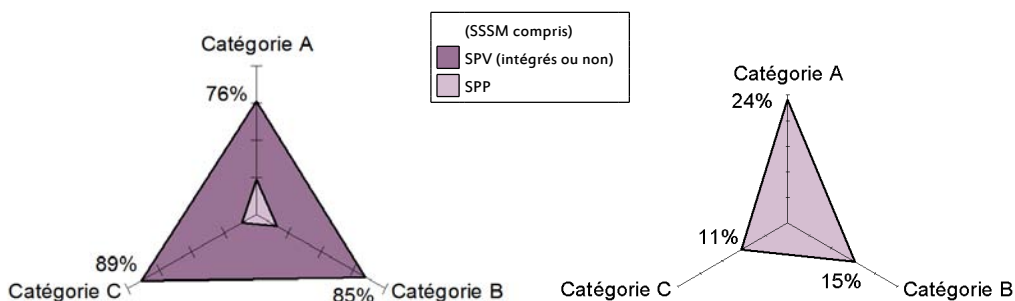 Catégorie A
76%
89%
Catégorie C
85%
Catégorie B
(SSSM compris)
SPV (intégrés ou non)
SPP
Catégorie A
24%
11%
15%
Catégorie C
Catégorie B